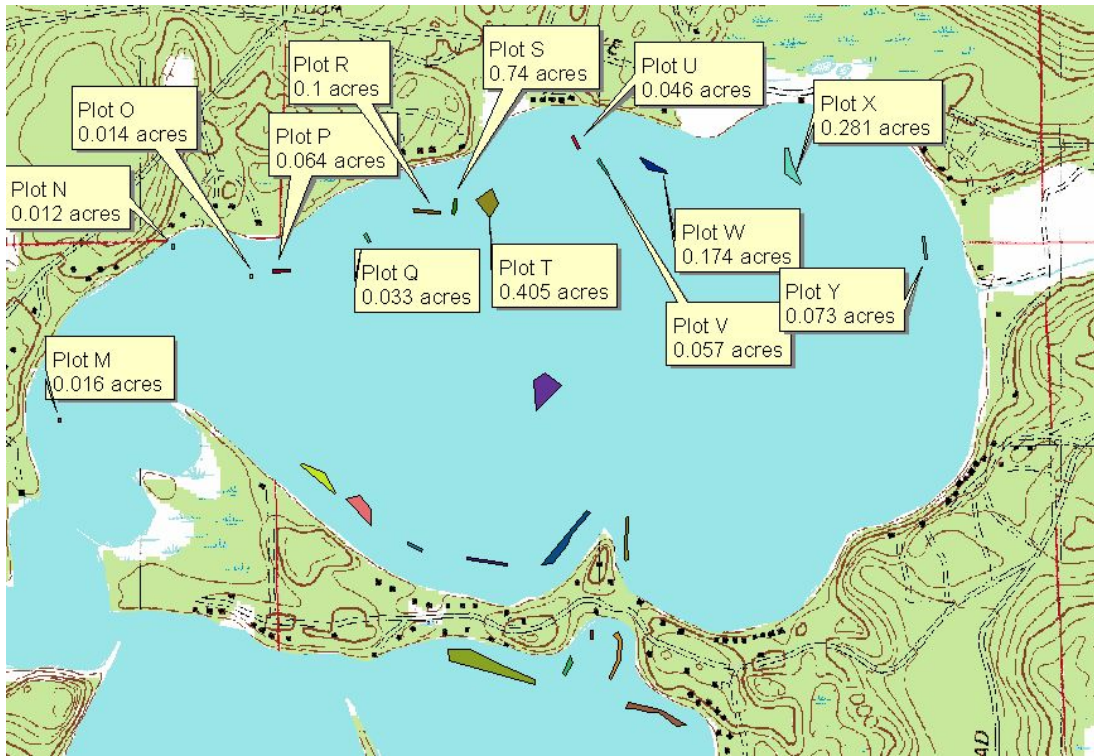 Plot R
0.1 acres
Plot S
0.74 acres
E
Plot U
0.046 acres
Plot O
0.014 acres
Plot P
0.064 acres
Plot X
0.281 acres
Plot N
0.012 acres
Plot Q
0.033 acres
Plot T
0.405 acres
Plot W
0.174 acres
Plot Y
0.073 acres
Plot V
0.057 acres
Plot M
0.016 acres
AD